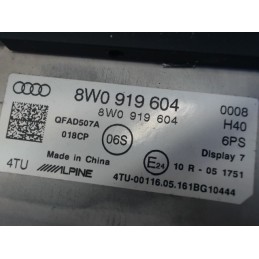 8W0 919 604
8W0 919 604
0008
H40
6PS
QFAD507A
018CP
06S
Display 7
Made in China
E24
10 R - 05 1751
4TU
ALPINE
4TU-00116.05.161BG10444